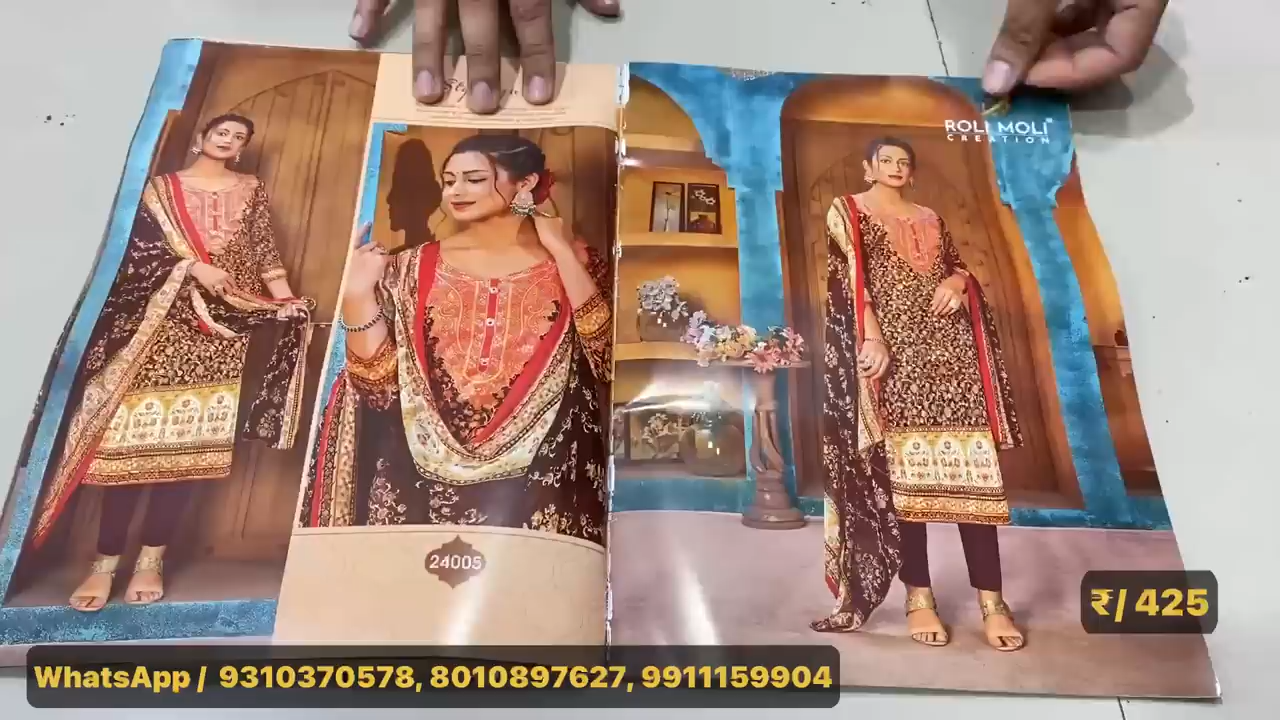 ROLI MOLI
CREATION
24005
₹/ 425
WhatsApp / 9310370578, 8010897627, 9911159904